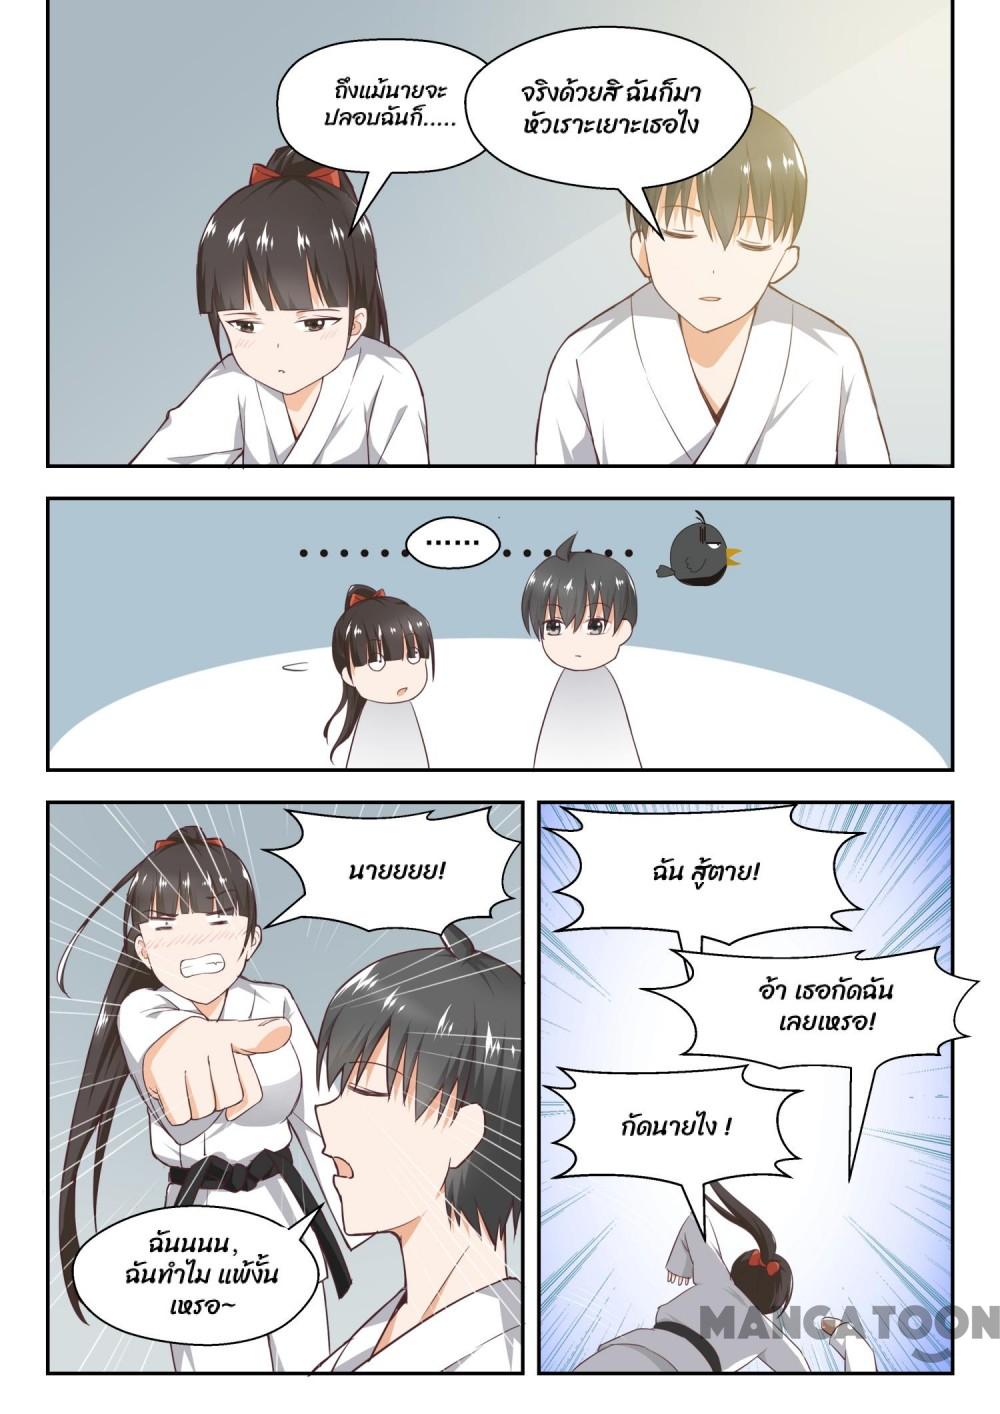 ถึงแม้นายจะ
ปลอบฉันก็.....
จริงด้วยสิ ฉันก็มา
หัวเราะเยาะเธอไง
......
นายยยย!
ฉันนนน,
ฉันทำไม แพ้งั้น
เหรอ~
ฉัน สู้ตาย!
อ้า เธอกัดฉัน
เลยเหรอ!
กัดนายไง !
MANGATOON